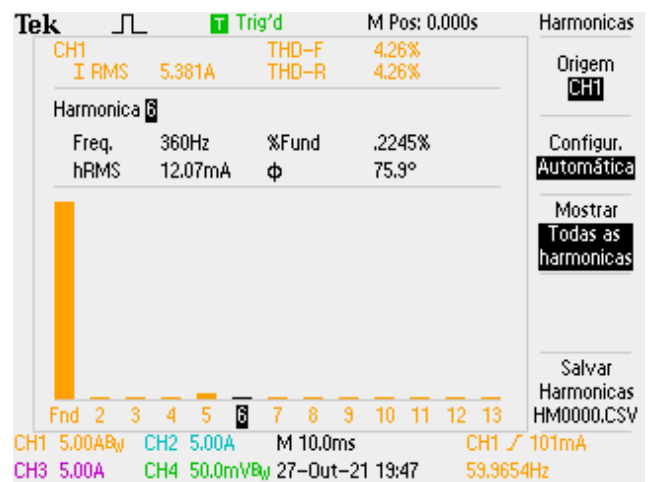 Tek Trig'd M Pos: 0.000s Harmonicas
CH1 THD-F 4.26%
I RMS 5.381A THD-R 4.26%
Origem
CH1
Harmonica 6
Freq. 360Hz %Fund .2245%
hRMS 12.07mA ϕ 75.9º
Configur.
Automática
Mostrar
Todas as
harmonicas
Salvar
Harmonicas
HM0000.CSV
Fnd 2 3 4 5 6 7 8 9 10 11 12 13
CH1 5.00ABW CH2 5.00A M 10.0ms CH1 101mA
CH3 5.00A CH4 50.0mVBW 27-Out-21 19:47 59.9654Hz